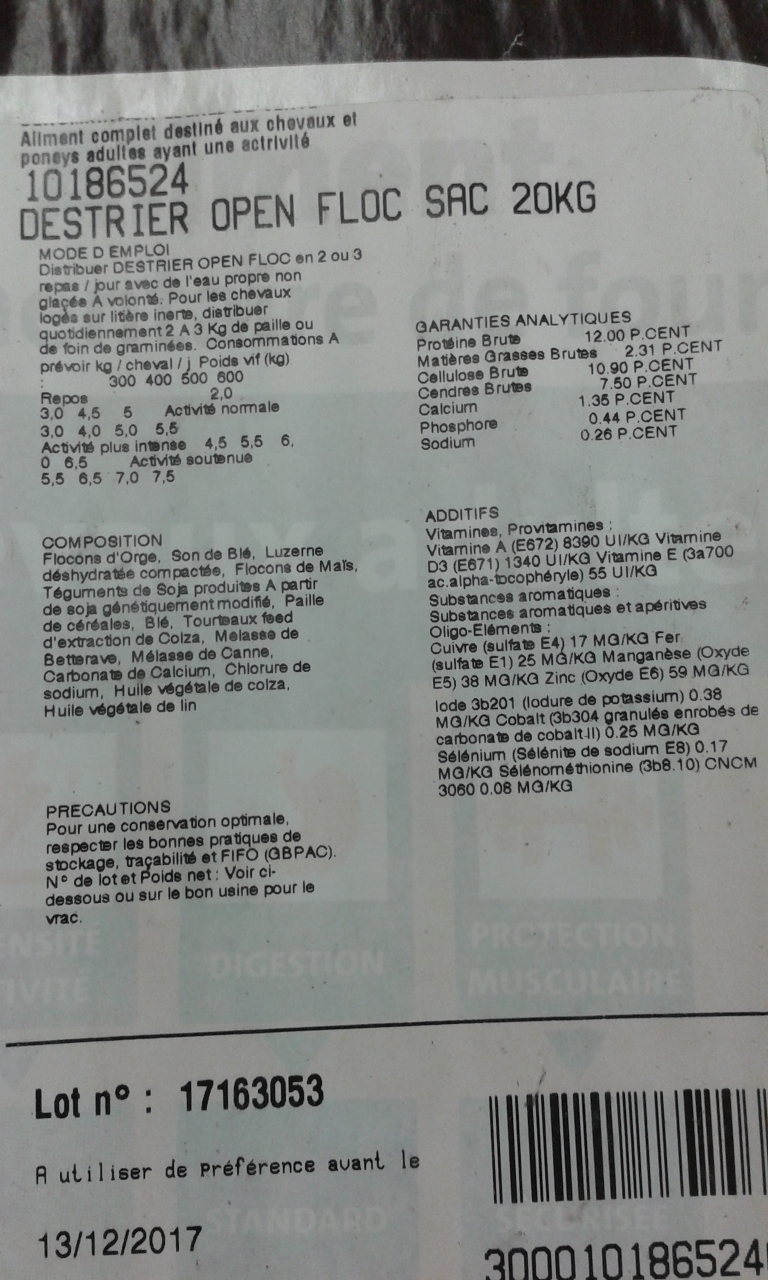 Aliment complet destiné aux chevaux et
poneys adultes ayant une actrivité
10186524
DESTRIER OPEN FLOC SAC 20KG
MODE D EMPLOI
Distribuer DESTRIER OPEN FLOC en 2 ou 3
repas / jour avec de l'eau propre non
glaçée A volonté. Pour les chevaux
logés sur litière inerte, distribuer
quotidiennement 2 A 3 Kg de paille ou
de foin de graminées. Consommations A
prévoir kg / cheval / j Poids vif (kg)
: 300 400 500 600
Repos 2,0
3,0 4,5 5 Activité normale
3,0 4,0 5,0 5,5
Activité plus intense 4,5 5,5 6,
0 6,5 Activité soutenue
5,5 6,5 7,0 7,5
GARANTIES ANALYTIQUES
Protéine Brute 12.00 P.CENT
Matières Grasses Brutes 2.31 P.CENT
Cellulose Brute 10.90 P.CENT
Cendres Brutes 7.50 P.CENT
Calcium 1.35 P.CENT
Phosphore 0.44 P.CENT
Sodium 0.26 P.CENT
COMPOSITION
Flocons d'Orge, Son de Blé, Luzerne
déshydratée compactée, Flocons de Maïs,
Téguments de Soja produites A partir
de soja génétiquement modifié, Paille
de céréales, Blé, Tourteaux feed
d'extraction de Colza, Melasse de
Betterave, Mélasse de Canne,
Carbonate de Calcium, Chlorure de
sodium, Huile végétale de colza,
Huile végétale de lin
ADDITIFS
Vitamines, Provitamines :
Vitamine A (E672) 8390 UI/KG Vitamine
D3 (E671) 1340 UI/KG Vitamine E (3a700
ac.alpha-tocophéryle) 55 UI/KG
Substances aromatiques :
Substances aromatiques et apéritives
Oligo-Eléments :
Cuivre (sulfate E4) 17 MG/KG Fer
(sulfate E1) 25 MG/KG Manganèse (Oxyde
E5) 38 MG/KG Zinc (Oxyde E6) 59 MG/KG
Iode 3b201 (Iodure de potassium) 0.38
MG/KG Cobalt (3b304 granulés enrobés de
carbonate de cobalt-II) 0.25 MG/KG
Sélénium (Sélénite de sodium E8) 0.17
MG/KG Sélénométhionine (3b8.10) CNCM
3060 0.08 MG/KG
PRECAUTIONS
Pour une conservation optimale,
respecter les bonnes pratiques de
stockage, traçabilité et FIFO (GBPAC).
N° de lot et Poids net : Voir ci-
dessous ou sur le bon usine pour le
vrac.
DIGESTION
PROTECTION
MUSCULAIRE
Lot n° : 17163053
A utiliser de Préférence avant le
13/12/2017
STANDARD
SÉCURISÉE
300010186524